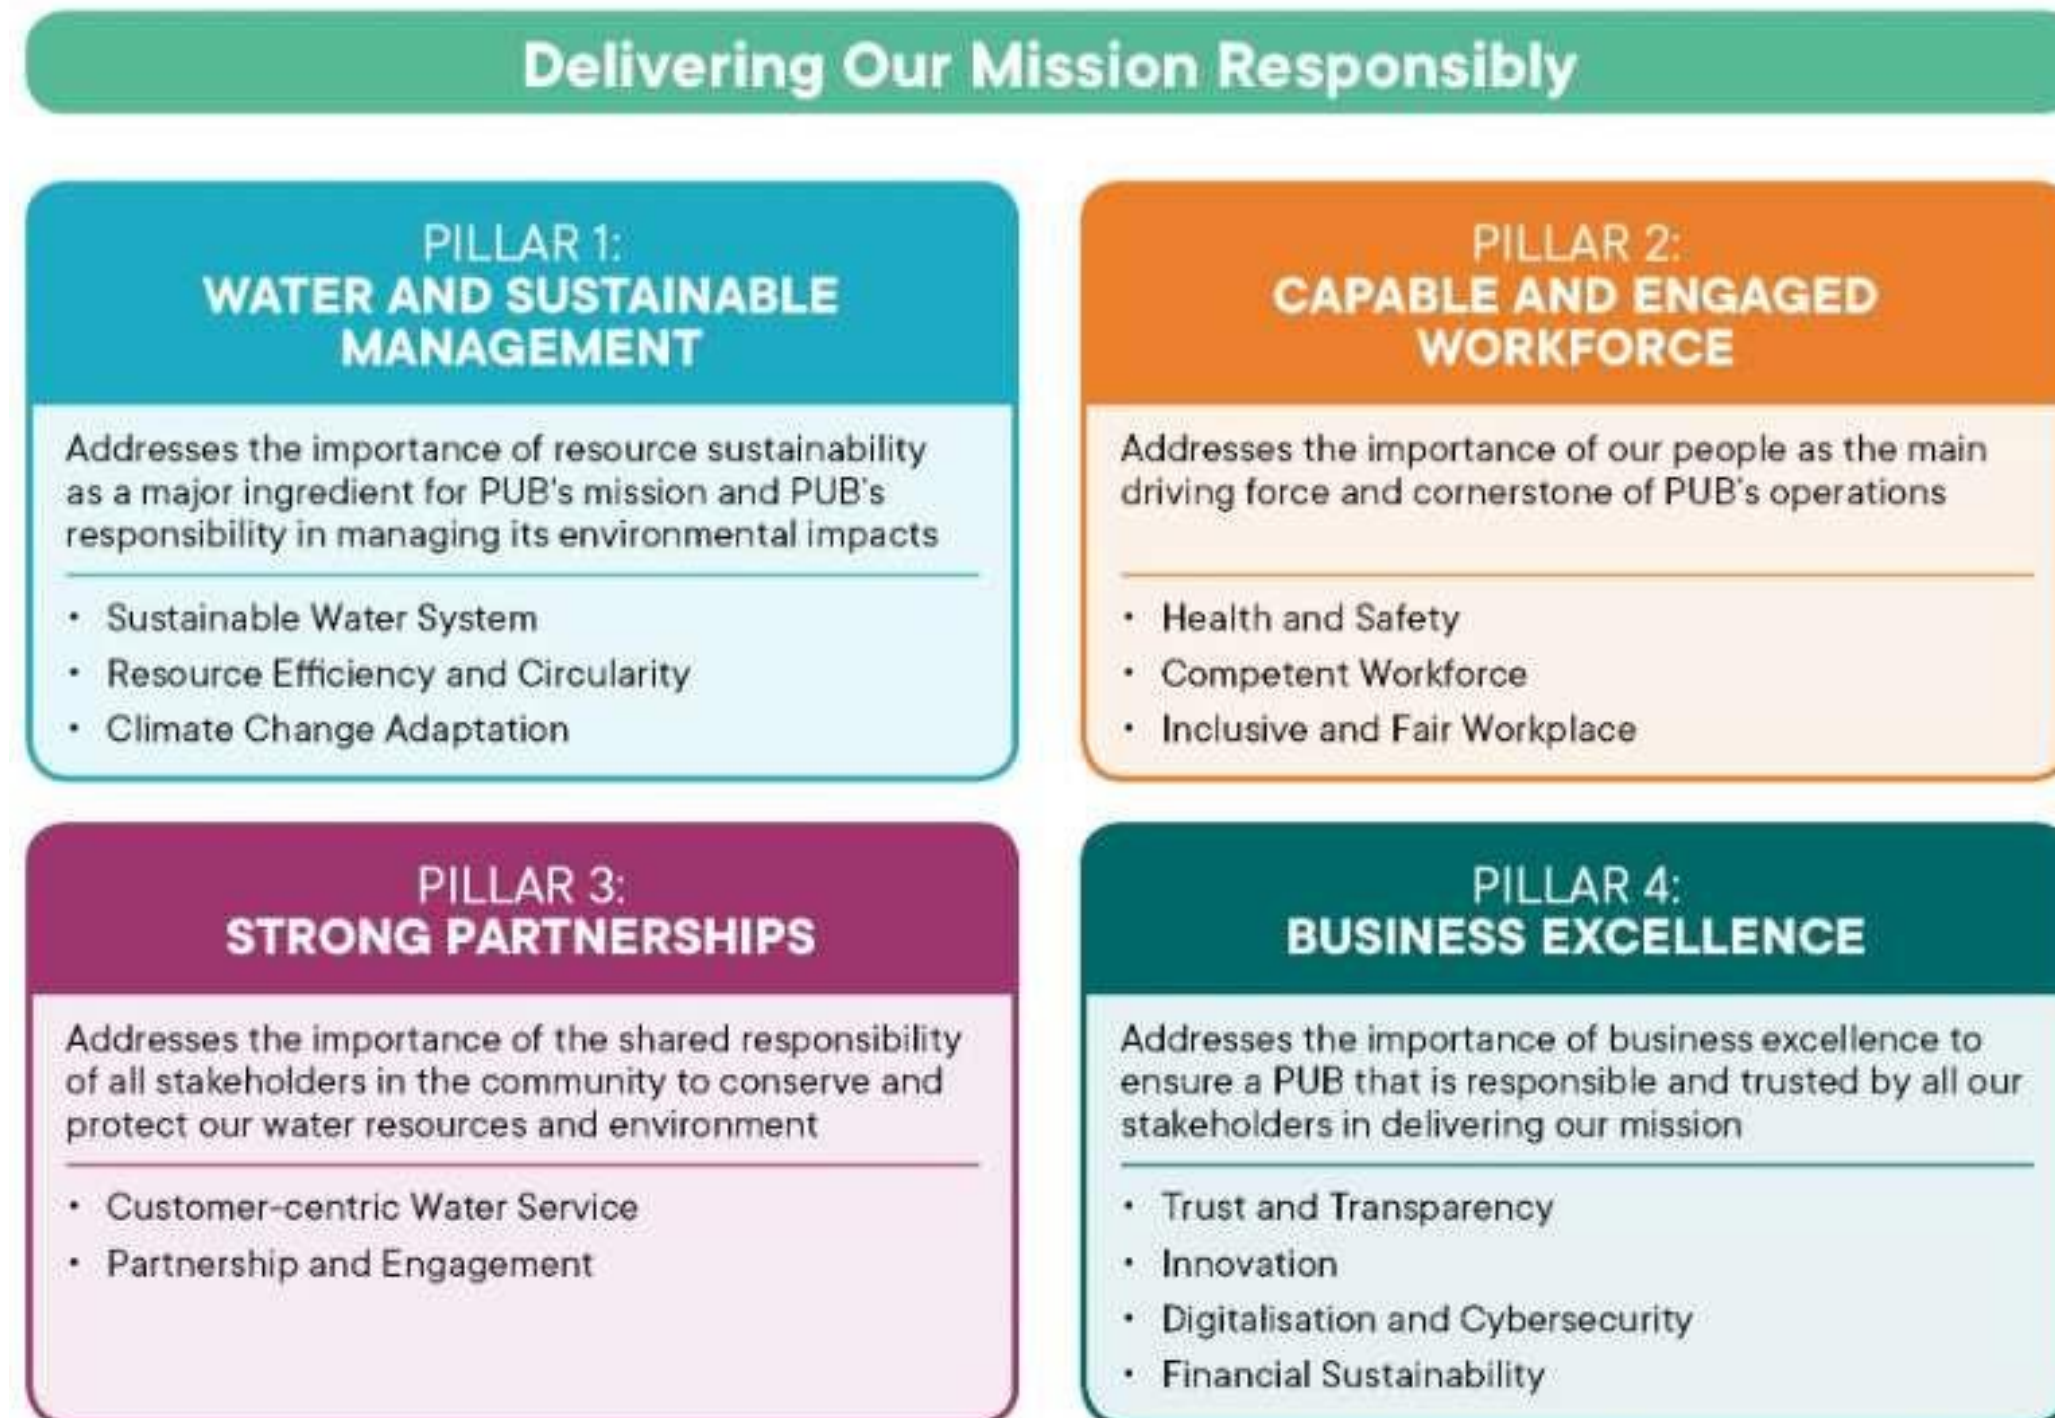 Delivering Our Mission Responsibly
PILLAR 1:
WATER AND SUSTAINABLE
MANAGEMENT
Addresses the importance of resource sustainability
as a major ingredient for PUB's mission and PUB's
responsibility in managing its environmental impacts
• Sustainable Water System
• Resource Efficiency and Circularity
• Climate Change Adaptation
PILLAR 2:
CAPABLE AND ENGAGED
WORKFORCE
Addresses the importance of our people as the main
driving force and cornerstone of PUB's operations
• Health and Safety
• Competent Workforce
• Inclusive and Fair Workplace
PILLAR 3:
STRONG PARTNERSHIPS
Addresses the importance of the shared responsibility
of all stakeholders in the community to conserve and
protect our water resources and environment
• Customer-centric Water Service
• Partnership and Engagement
PILLAR 4:
BUSINESS EXCELLENCE
Addresses the importance of business excellence to
ensure a PUB that is responsible and trusted by all our
stakeholders in delivering our mission
• Trust and Transparency
• Innovation
• Digitalisation and Cybersecurity
• Financial Sustainability